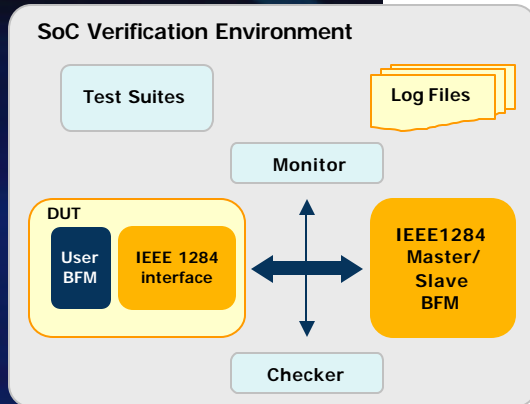 SoC Verification Environment
Test Suites
Log Files
Monitor
DUT
User
BFM
IEEE 1284
interface
IEEE1284
Master/
Slave
BFM
Checker